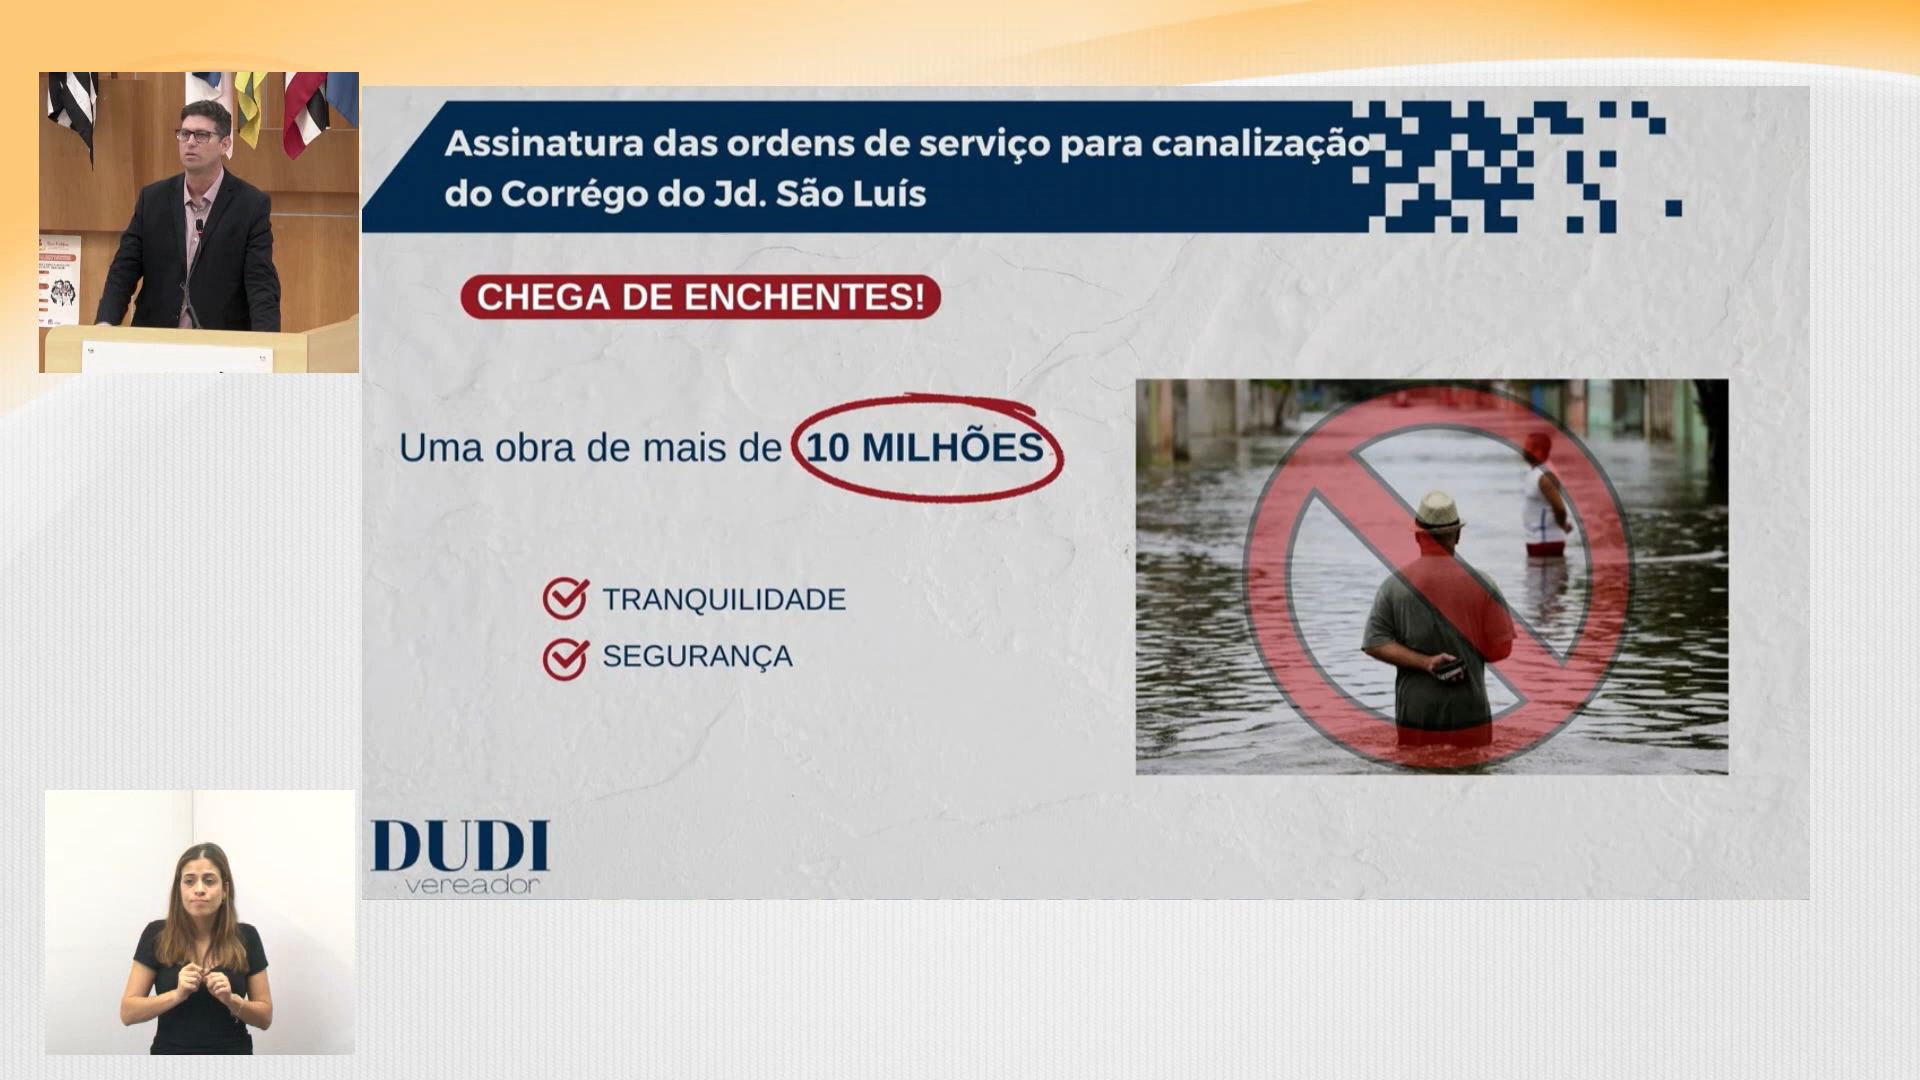 Assinatura das ordens de serviço para canalização
do Corrégo do Jd. São Luís
CHEGA DE ENCHENTES!
Uma obra de mais de 10 MILHÕES
TRANQUILIDADE
SEGURANÇA
DUDI
vereador